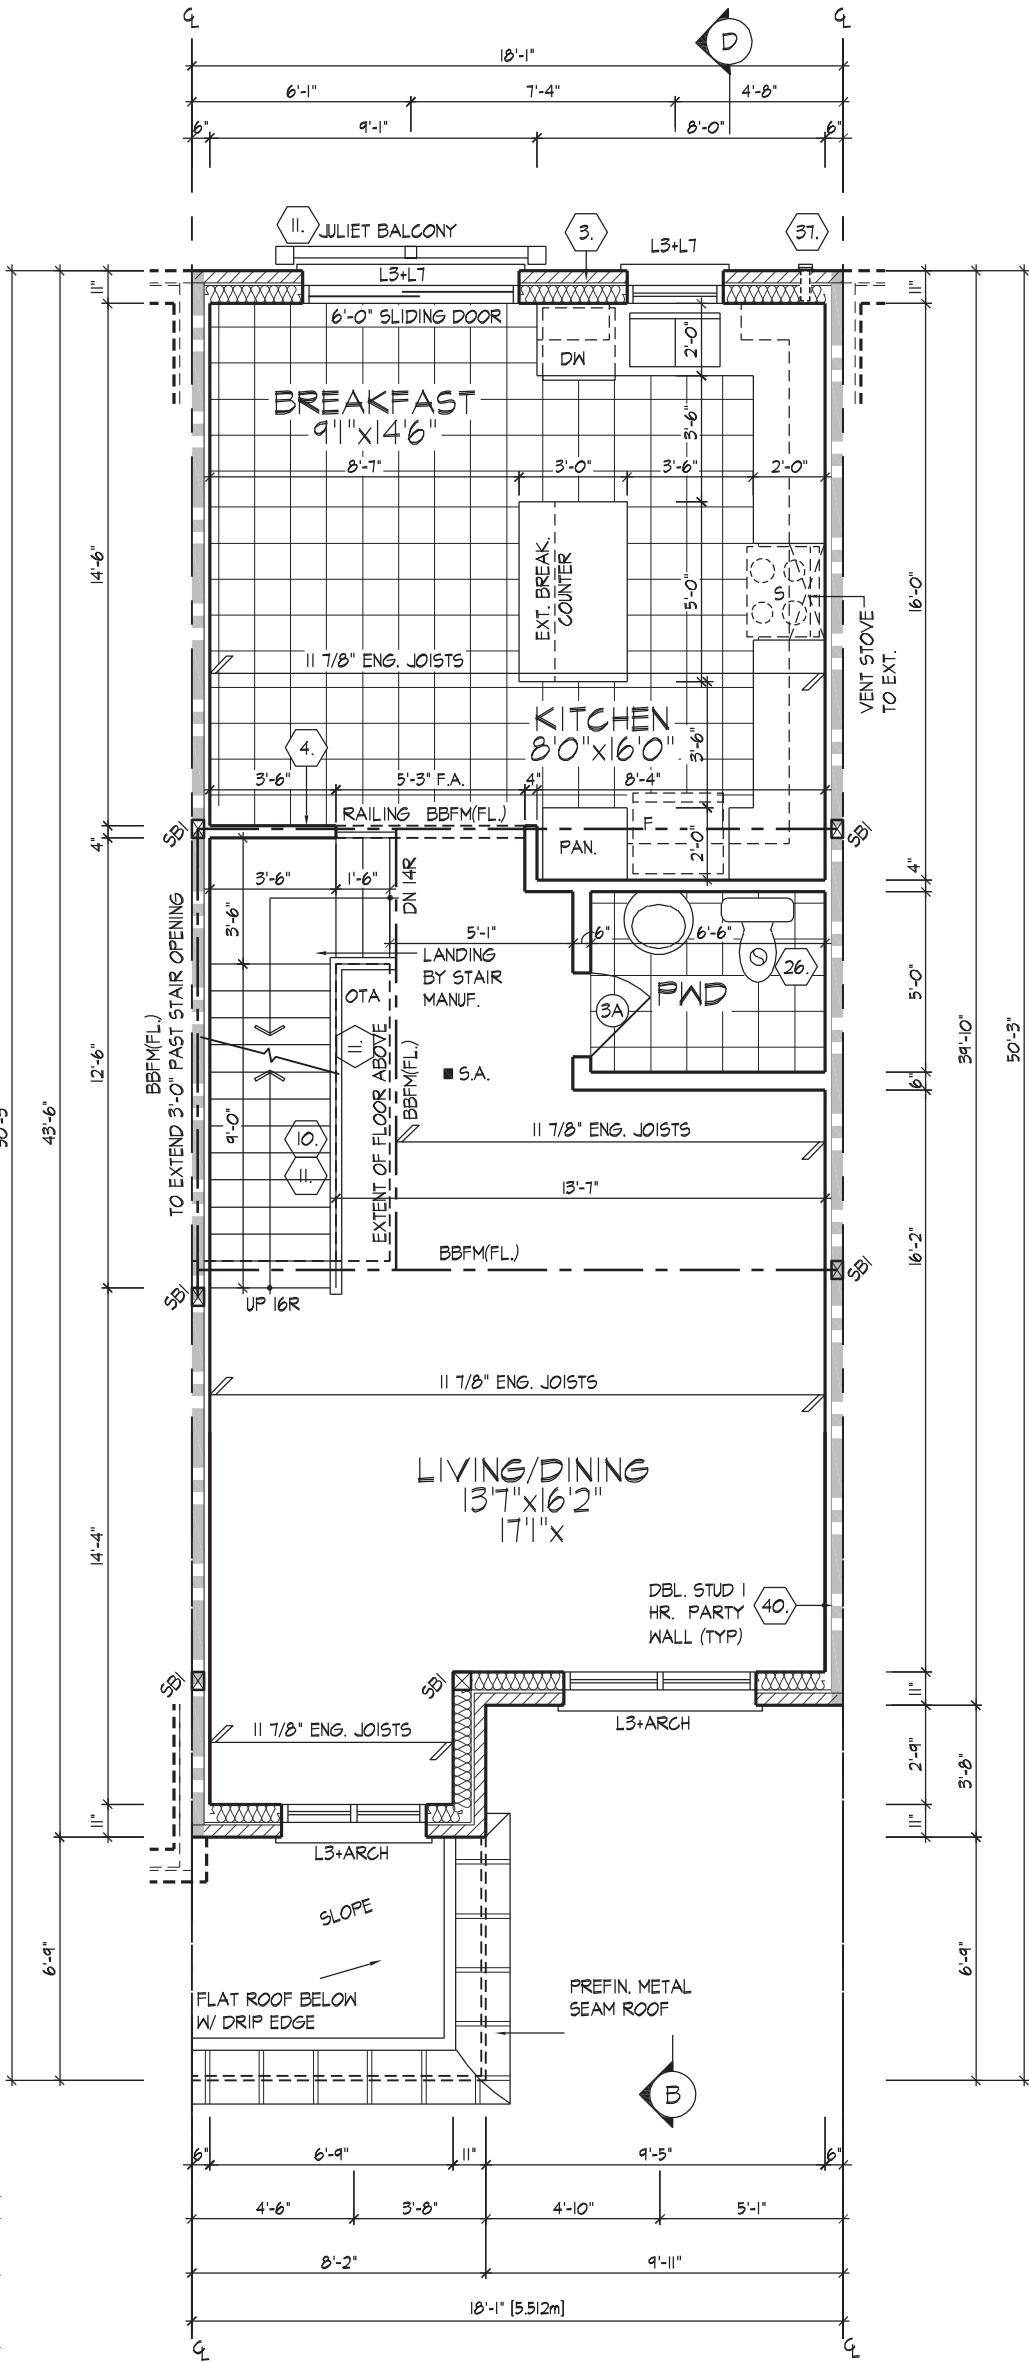 ℄ ℄
D
18'-1"
6'-1" 7'-4" 4'-8"
6" 9'-1" 8'-0" 6"
11. JULIET BALCONY 3. 37.
L3+L7
L3+L7
11" 11"
6'-0" SLIDING DOOR
DW
2'-0"
BREAKFAST
9'1"x14'6"
3'-6"
8'-7" 3'-0" 3'-6" 2'-0"
14'-6"
EXT. BREAK.
COUNTER
5'-0"
S
16'-0"
VENT STOVE
TO EXT.
11 7/8" ENG. JOISTS
KITCHEN
8'0"x16'0"
3'-6"
4.
3'-6" 5'-3" F.A. 4" 8'-4"
RAILING BBFM(FL.)
SB1 SB1
F
PAN.
2'-0"
4" 4"
3'-6" 1'-6"
DN 14R
3'-6"
5'-1" 6" 6'-6"
LANDING
BY STAIR
MANUF.
OTA
PWD
26.
3A
5'-0"
BBFM(FL.)
TO EXTEND 3'-0" PAST STAIR OPENING
12'-6"
11.
EXTENT OF FLOOR ABOVE
BBFM(FL.)
S.A.
6"
39'-10"
50'-3"
43'-6"
9'-0"
10.
11.
11 7/8" ENG. JOISTS
13'-7"
BBFM(FL.)
16'-2"
SB1
SB1
UP 16R
11 7/8" ENG. JOISTS
LIVING/DINING
13'7"x16'2"
17'1"x
14'-4"
DBL. STUD 1
HR. PARTY
WALL (TYP)
40.
SB1 SB1
11"
L3+ARCH
11 7/8" ENG. JOISTS
2'-9"
3'-8"
11" 11"
L3+ARCH
SLOPE
6'-9" 6'-9"
FLAT ROOF BELOW
W/ DRIP EDGE
PREFIN. METAL
SEAM ROOF
B
6" 6'-9" 11" 9'-5" 6"
4'-6" 3'-8" 4'-10" 5'-1"
8'-2" 9'-11"
18'-1" [5.512m]
℄ ℄